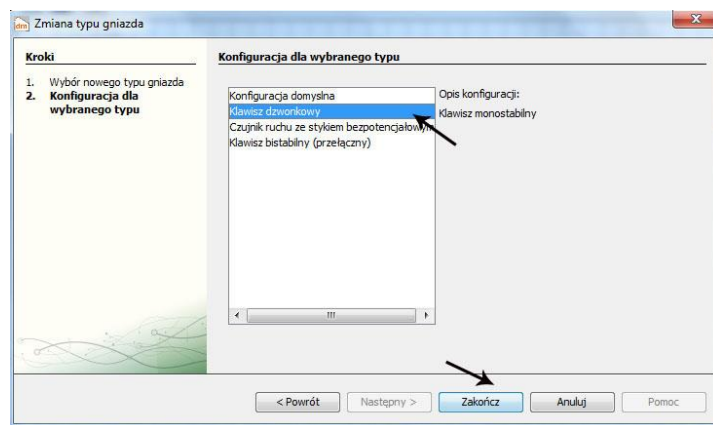 dm Zmiana typu gniazda
Kroki
1. Wybór nowego typu gniazda
2. Konfiguracja dla
wybranego typu
Konfiguracja dla wybranego typu
Konfiguracja domyslna
Klawisz dzwonkowy
Czujnik ruchu ze stykiem bezpotencjałowym
Klawisz bistabilny (przełączny)
Opis konfiguracji:
Klawisz monostabilny
< Powrót
Następny >
Zakończ
Anuluj
Pomoc